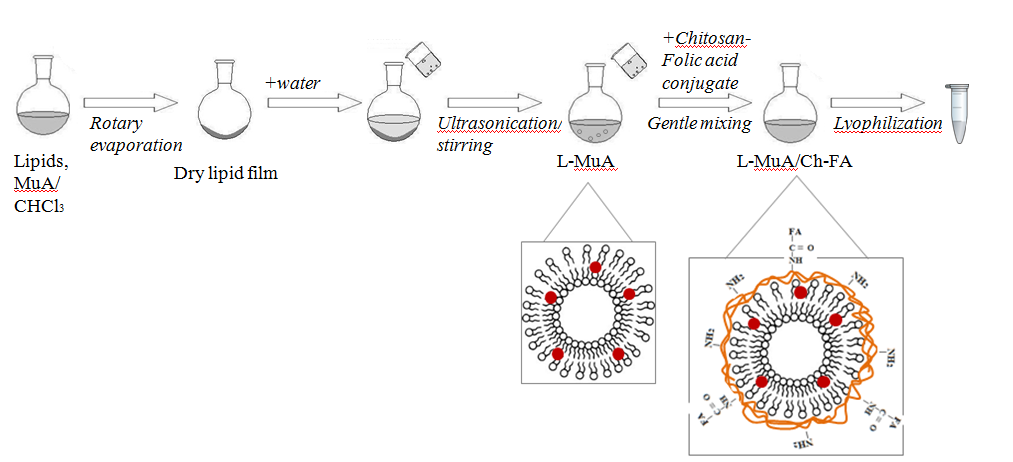 +Chitosan-
Folic acid
conjugate
+water
Rotary
evaporation
Ultrasonication/
stirring
Gentle mixing
Lyophilization
Lipids,
MuA/
CHCl3
Dry lipid film
L-MuA
L-MuA/Ch-FA
FA
C=O
NH
NH2
NH2
NH2
NH2
NH2
FA
C=O
NH
NH
C=O
FA